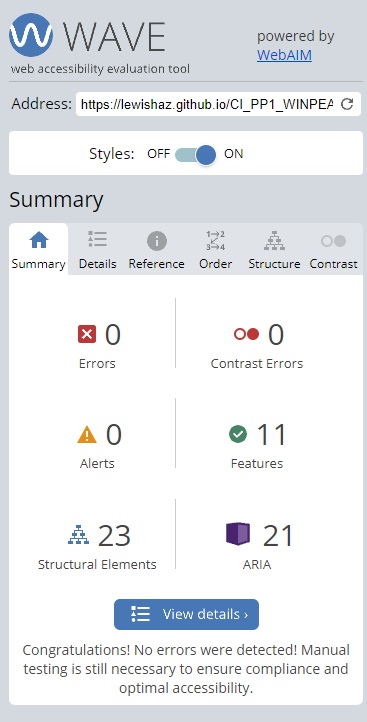 WAVE
powered by
WebAIM
web accessibility evaluation tool
Address: https://lewishaz.github.io/CI_PP1_WINPEA
Styles: OFF ON
Summary
Summary Details Reference Order Structure Contrast
0 0
Errors Contrast Errors
0 11
Alerts Features
23 21
Structural Elements ARIA
View details ›
Congratulations! No errors were detected! Manual
testing is still necessary to ensure compliance and
optimal accessibility.